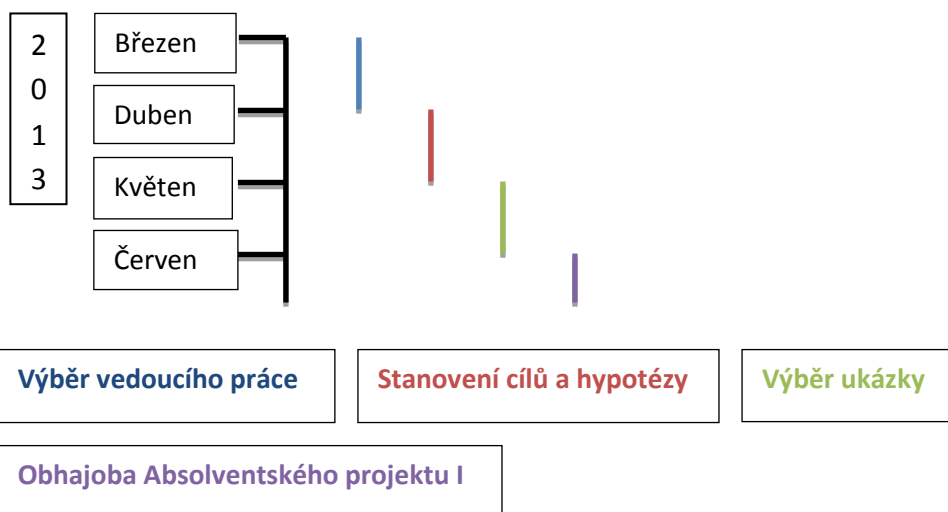 2
0
1
3
Březen
Duben
Květen
Červen
Výběr vedoucího práce
Stanovení cílů a hypotézy
Výběr ukázky
Obhajoba Absolventského projektu I